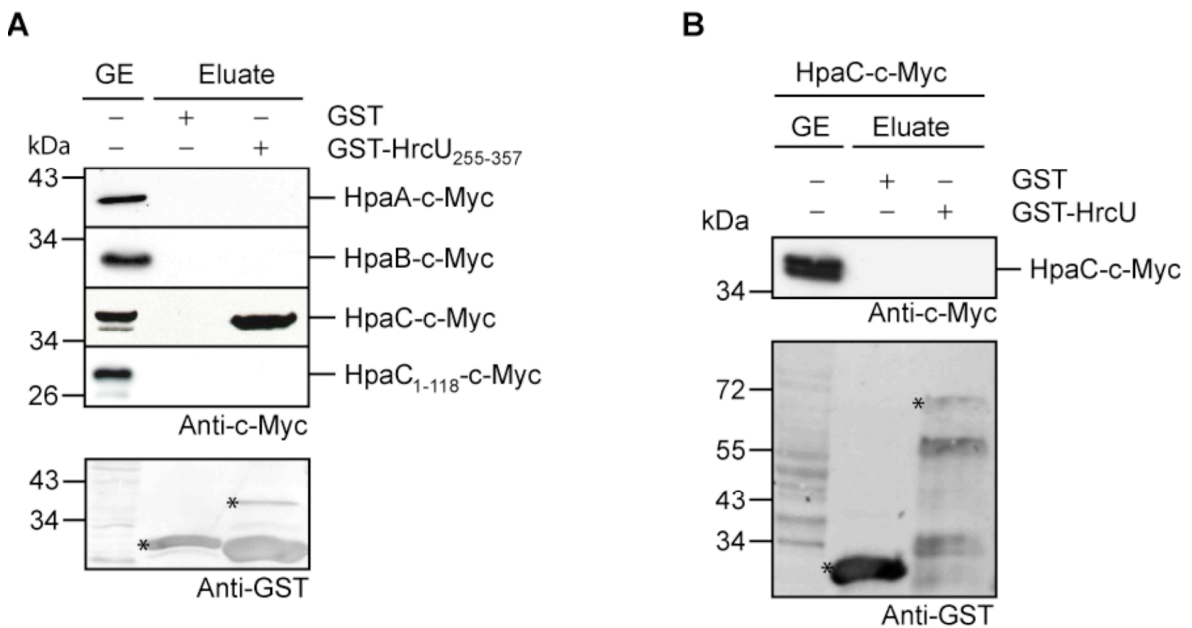 A
GE Eluate
– + – GST
kDa – – + GST-HrcU255-357
43
HpaA-c-Myc
34
HpaB-c-Myc
HpaC-c-Myc
34
HpaC1-118-c-Myc
26
Anti-c-Myc
43
*
34
*
Anti-GST
B
HpaC-c-Myc
GE Eluate
– + – GST
kDa – – + GST-HrcU
HpaC-c-Myc
34
Anti-c-Myc
72
*
55
43
34
*
Anti-GST